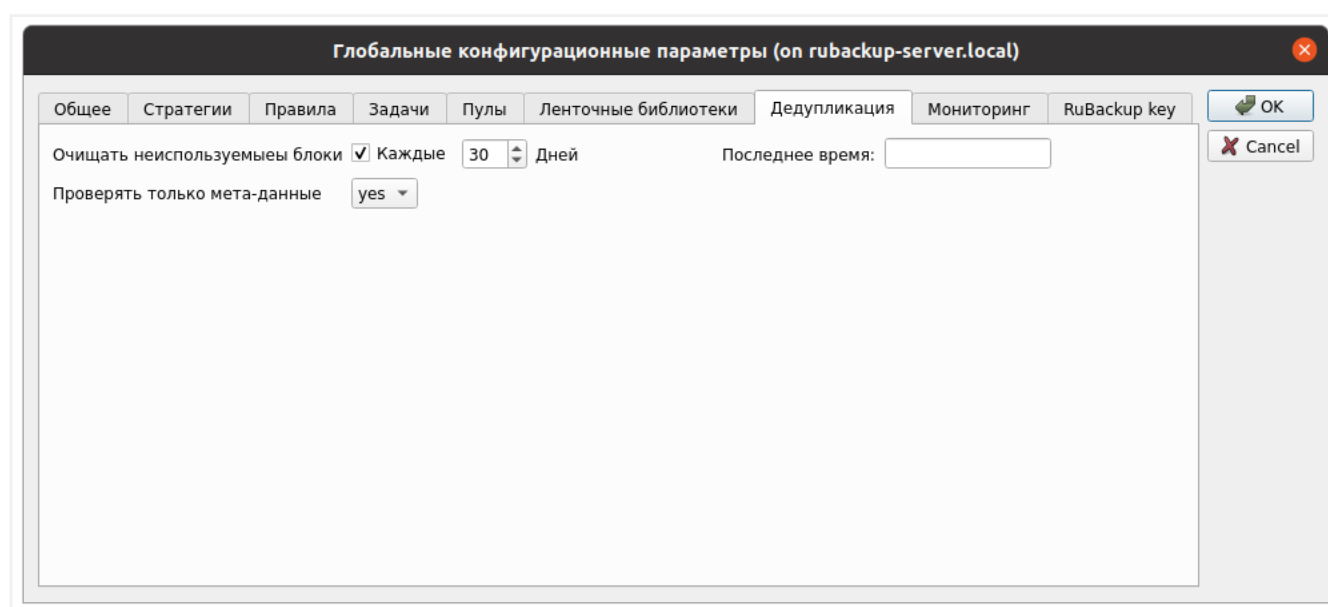 Глобальные конфигурационные параметры (on rubackup-server.local)
Общее Стратегии Правила Задачи Пулы Ленточные библиотеки Дедупликация Мониторинг RuBackup key OK
Очищать неиспользуемыеы блоки Каждые 30 Дней Последнее время: Cancel
Проверять только мета-данные yes